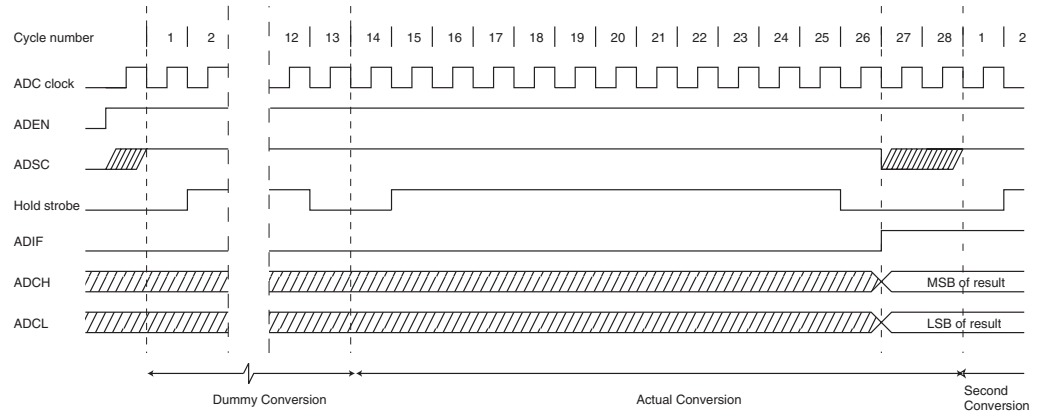 Cycle number 1 2 12 13 14 15 16 17 18 19 20 21 22 23 24 25 26 27 28 1 2
ADC clock
ADEN
ADSC
Hold strobe
ADIF
ADCH MSB of result
ADCL LSB of result
Dummy Conversion Actual Conversion Second
Conversion